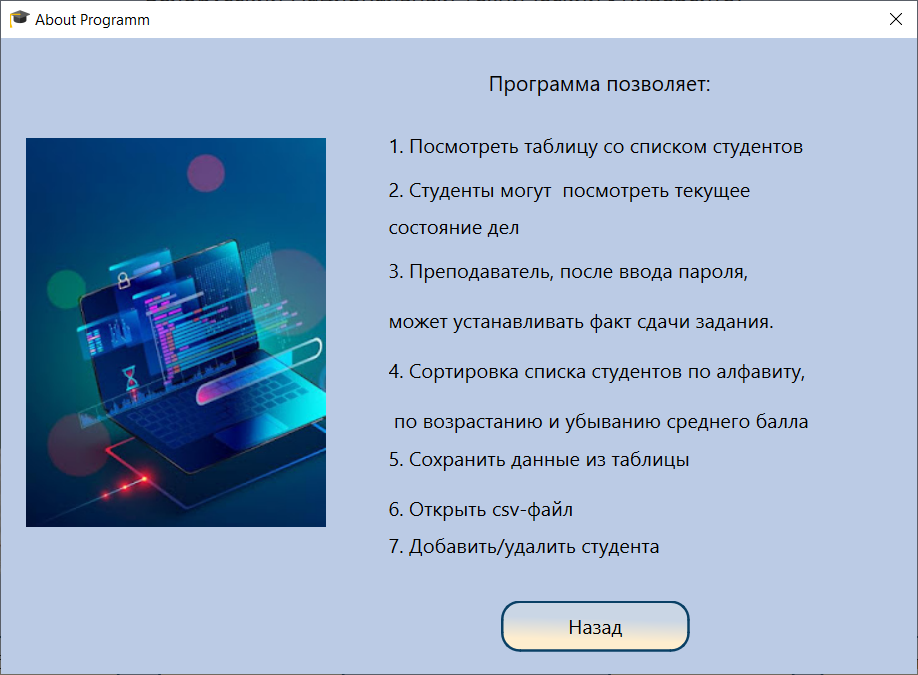 About Programm
Программа позволяет:
1. Посмотреть таблицу со списком студентов
2. Студенты могут  посмотреть текущее
состояние дел
3. Преподаватель, после ввода пароля,
может устанавливать факт сдачи задания.
4. Сортировка списка студентов по алфавиту,
по возрастанию и убыванию среднего балла
5. Сохранить данные из таблицы
6. Открыть csv-файл
7. Добавить/удалить студента
Назад